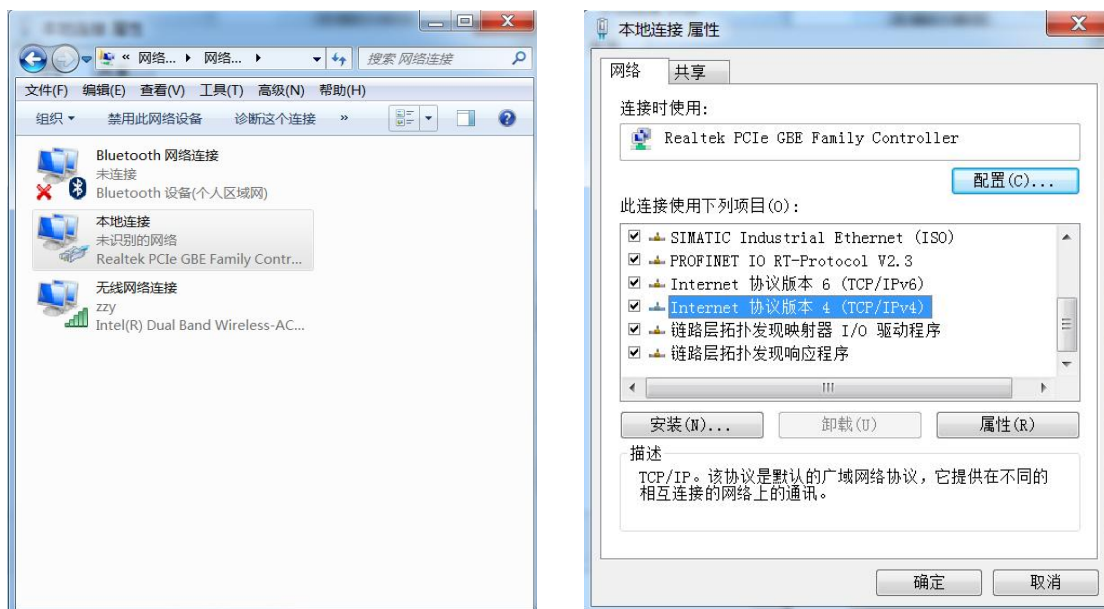 « 网络... ▸ 网络... ▸
搜索 网络连接
文件(F) 编辑(E) 查看(V) 工具(T) 高级(N) 帮助(H)
组织 禁用此网络设备 诊断这个连接 »
Bluetooth 网络连接
未连接
Bluetooth 设备(个人区域网)
本地连接
未识别的网络
Realtek PCIe GBE Family Contr...
无线网络连接
zzy
Intel(R) Dual Band Wireless-AC...
本地连接 属性
网络 共享
连接时使用:
Realtek PCIe GBE Family Controller
配置(C)...
此连接使用下列项目(O):
SIMATIC Industrial Ethernet (ISO)
PROFINET IO RT-Protocol V2.3
Internet 协议版本 6 (TCP/IPv6)
Internet 协议版本 4 (TCP/IPv4)
链路层拓扑发现映射器 I/O 驱动程序
链路层拓扑发现响应程序
安装(N)... 卸载(U) 属性(R)
描述
TCP/IP。该协议是默认的广域网络协议，它提供在不同的
相互连接的网络上的通讯。
确定 取消